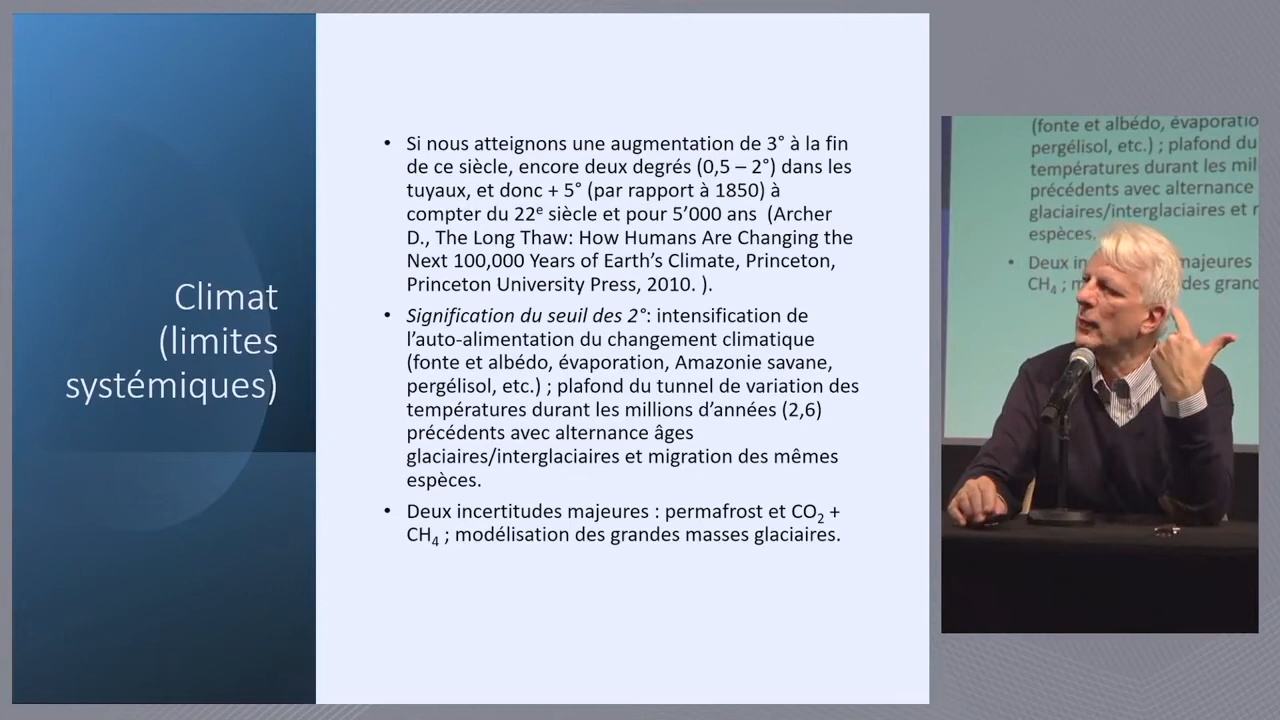 Climat
(limites
systémiques)
• Si nous atteignons une augmentation de 3° à la fin
de ce siècle, encore deux degrés (0,5 – 2°) dans les
tuyaux, et donc + 5° (par rapport à 1850) à
compter du 22ᵉ siècle et pour 5’000 ans (Archer
D., The Long Thaw: How Humans Are Changing the
Next 100,000 Years of Earth’s Climate, Princeton,
Princeton University Press, 2010. ).
• Signification du seuil des 2°: intensification de
l’auto-alimentation du changement climatique
(fonte et albédo, évaporation, Amazonie savane,
pergélisol, etc.) ; plafond du tunnel de variation des
températures durant les millions d’années (2,6)
précédents avec alternance âges
glaciaires/interglaciaires et migration des mêmes
espèces.
• Deux incertitudes majeures : permafrost et CO₂ +
CH₄ ; modélisation des grandes masses glaciaires.
(fonte et albédo, évaporatio
pergélisol, etc.) ; plafond du
températures durant les mil
précédents avec alternance
glaciaires/interglaciaires et
espèces.
• Deux in majeures
CH₄ ; m des grand